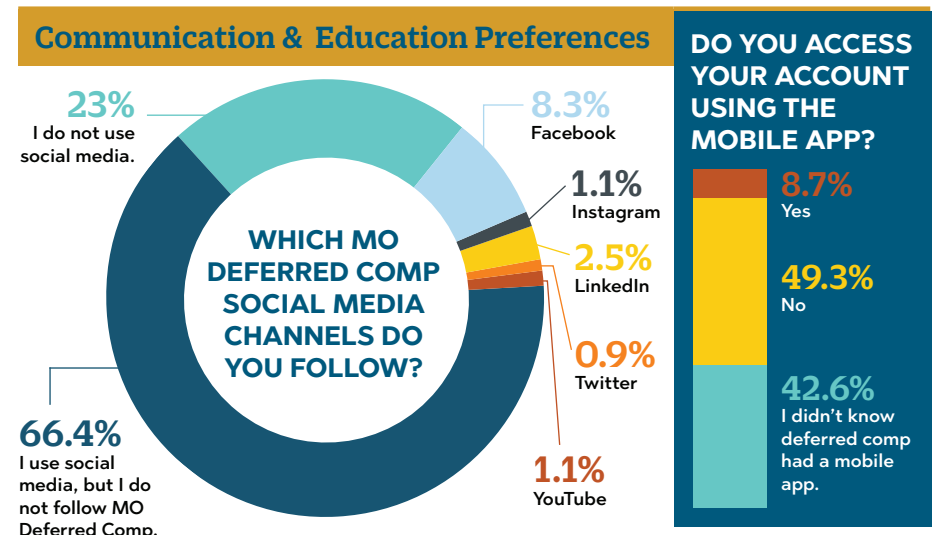 Communication & Education Preferences
23%
I do not use
social media.
8.3%
Facebook
1.1%
Instagram
2.5%
LinkedIn
0.9%
Twitter
1.1%
YouTube
66.4%
I use social
media, but I do
not follow MO
Deferred Comp.
WHICH MO
DEFERRED COMP
SOCIAL MEDIA
CHANNELS DO
YOU FOLLOW?
DO YOU ACCESS
YOUR ACCOUNT
USING THE
MOBILE APP?
8.7%
Yes
49.3%
No
42.6%
I didn’t know
deferred comp
had a mobile
app.